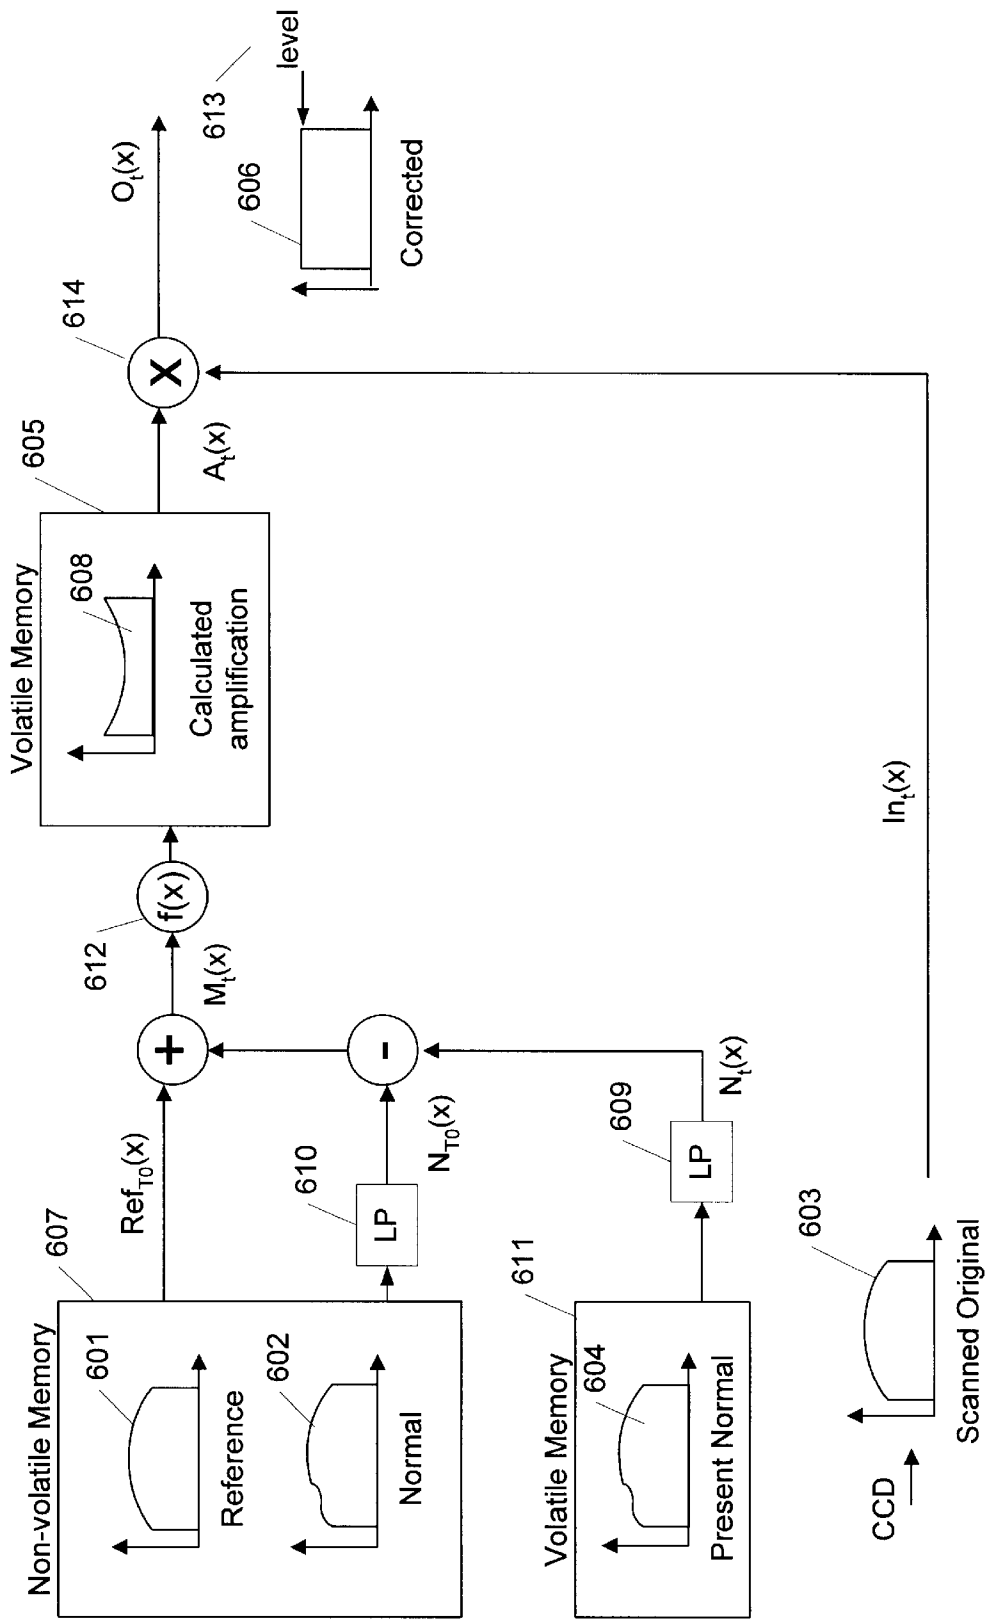 Non-volatile Memory
607
601
Reference
602
Normal
Ref_T0(x)
610
LP
N_T0(x)
Volatile Memory
611
604
Present Normal
609
LP
N_t(x)
+
-
M_t(x)
612
f(x)
Volatile Memory
605
608
Calculated
amplification
A_t(x)
614
X
O_t(x)
613
level
606
Corrected
CCD
603
Scanned Original
In_t(x)